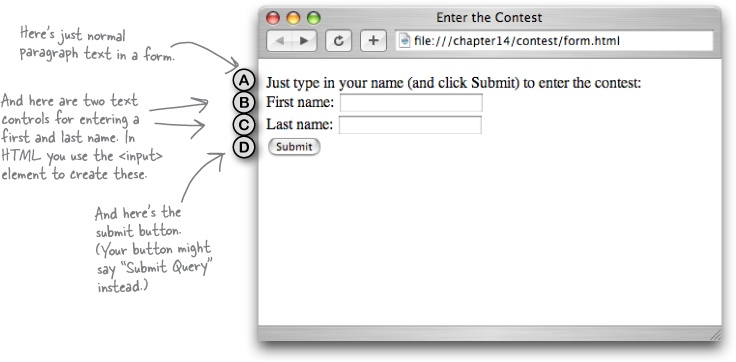 Enter the Contest
file:///chapter14/contest/form.html
Here's just normal
paragraph text in a form.
A
Just type in your name (and click Submit) to enter the contest:
And here are two text
controls for entering a
first and last name. In
HTML you use the <input>
element to create these.
B
First name:
C
Last name:
D
Submit
And here's the
submit button.
(Your button might
say "Submit Query"
instead.)